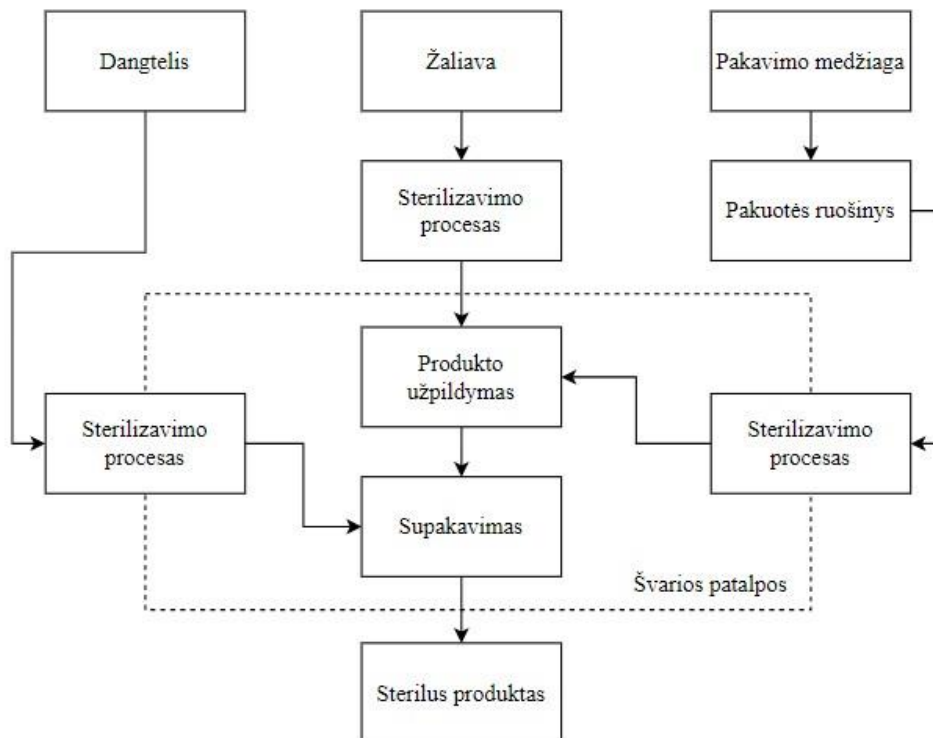 Dangtelis
Žaliava
Pakavimo medžiaga
Sterilizavimo
procesas
Pakuotės ruošinys
Produkto
užpildymas
Sterilizavimo
procesas
Sterilizavimo
procesas
Supakavimas
Švarios patalpos
Sterilus produktas